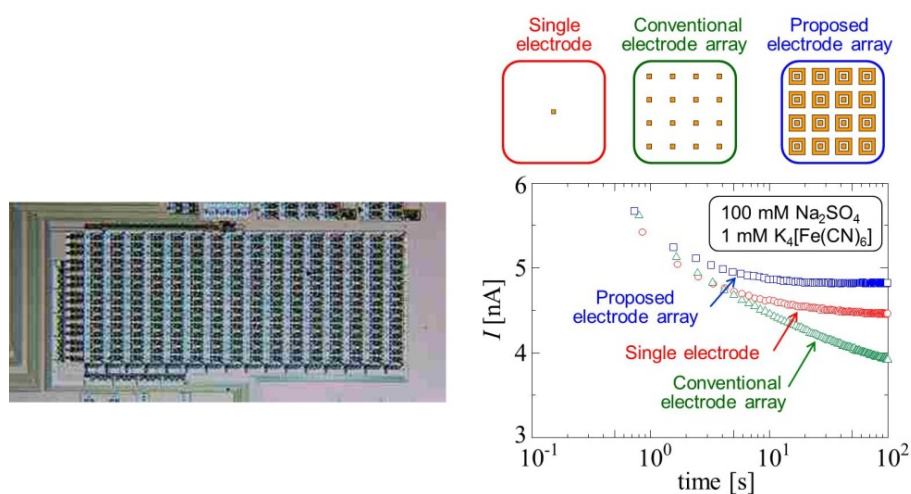 Single
electrode
Conventional
electrode array
Proposed
electrode array
6
5
4
3
I [nA]
100 mM Na₂SO₄
1 mM K₄[Fe(CN)₆]
Proposed
electrode array
Single electrode
Conventional
electrode array
10⁻¹ 10⁰ 10¹ 10²
time [s]